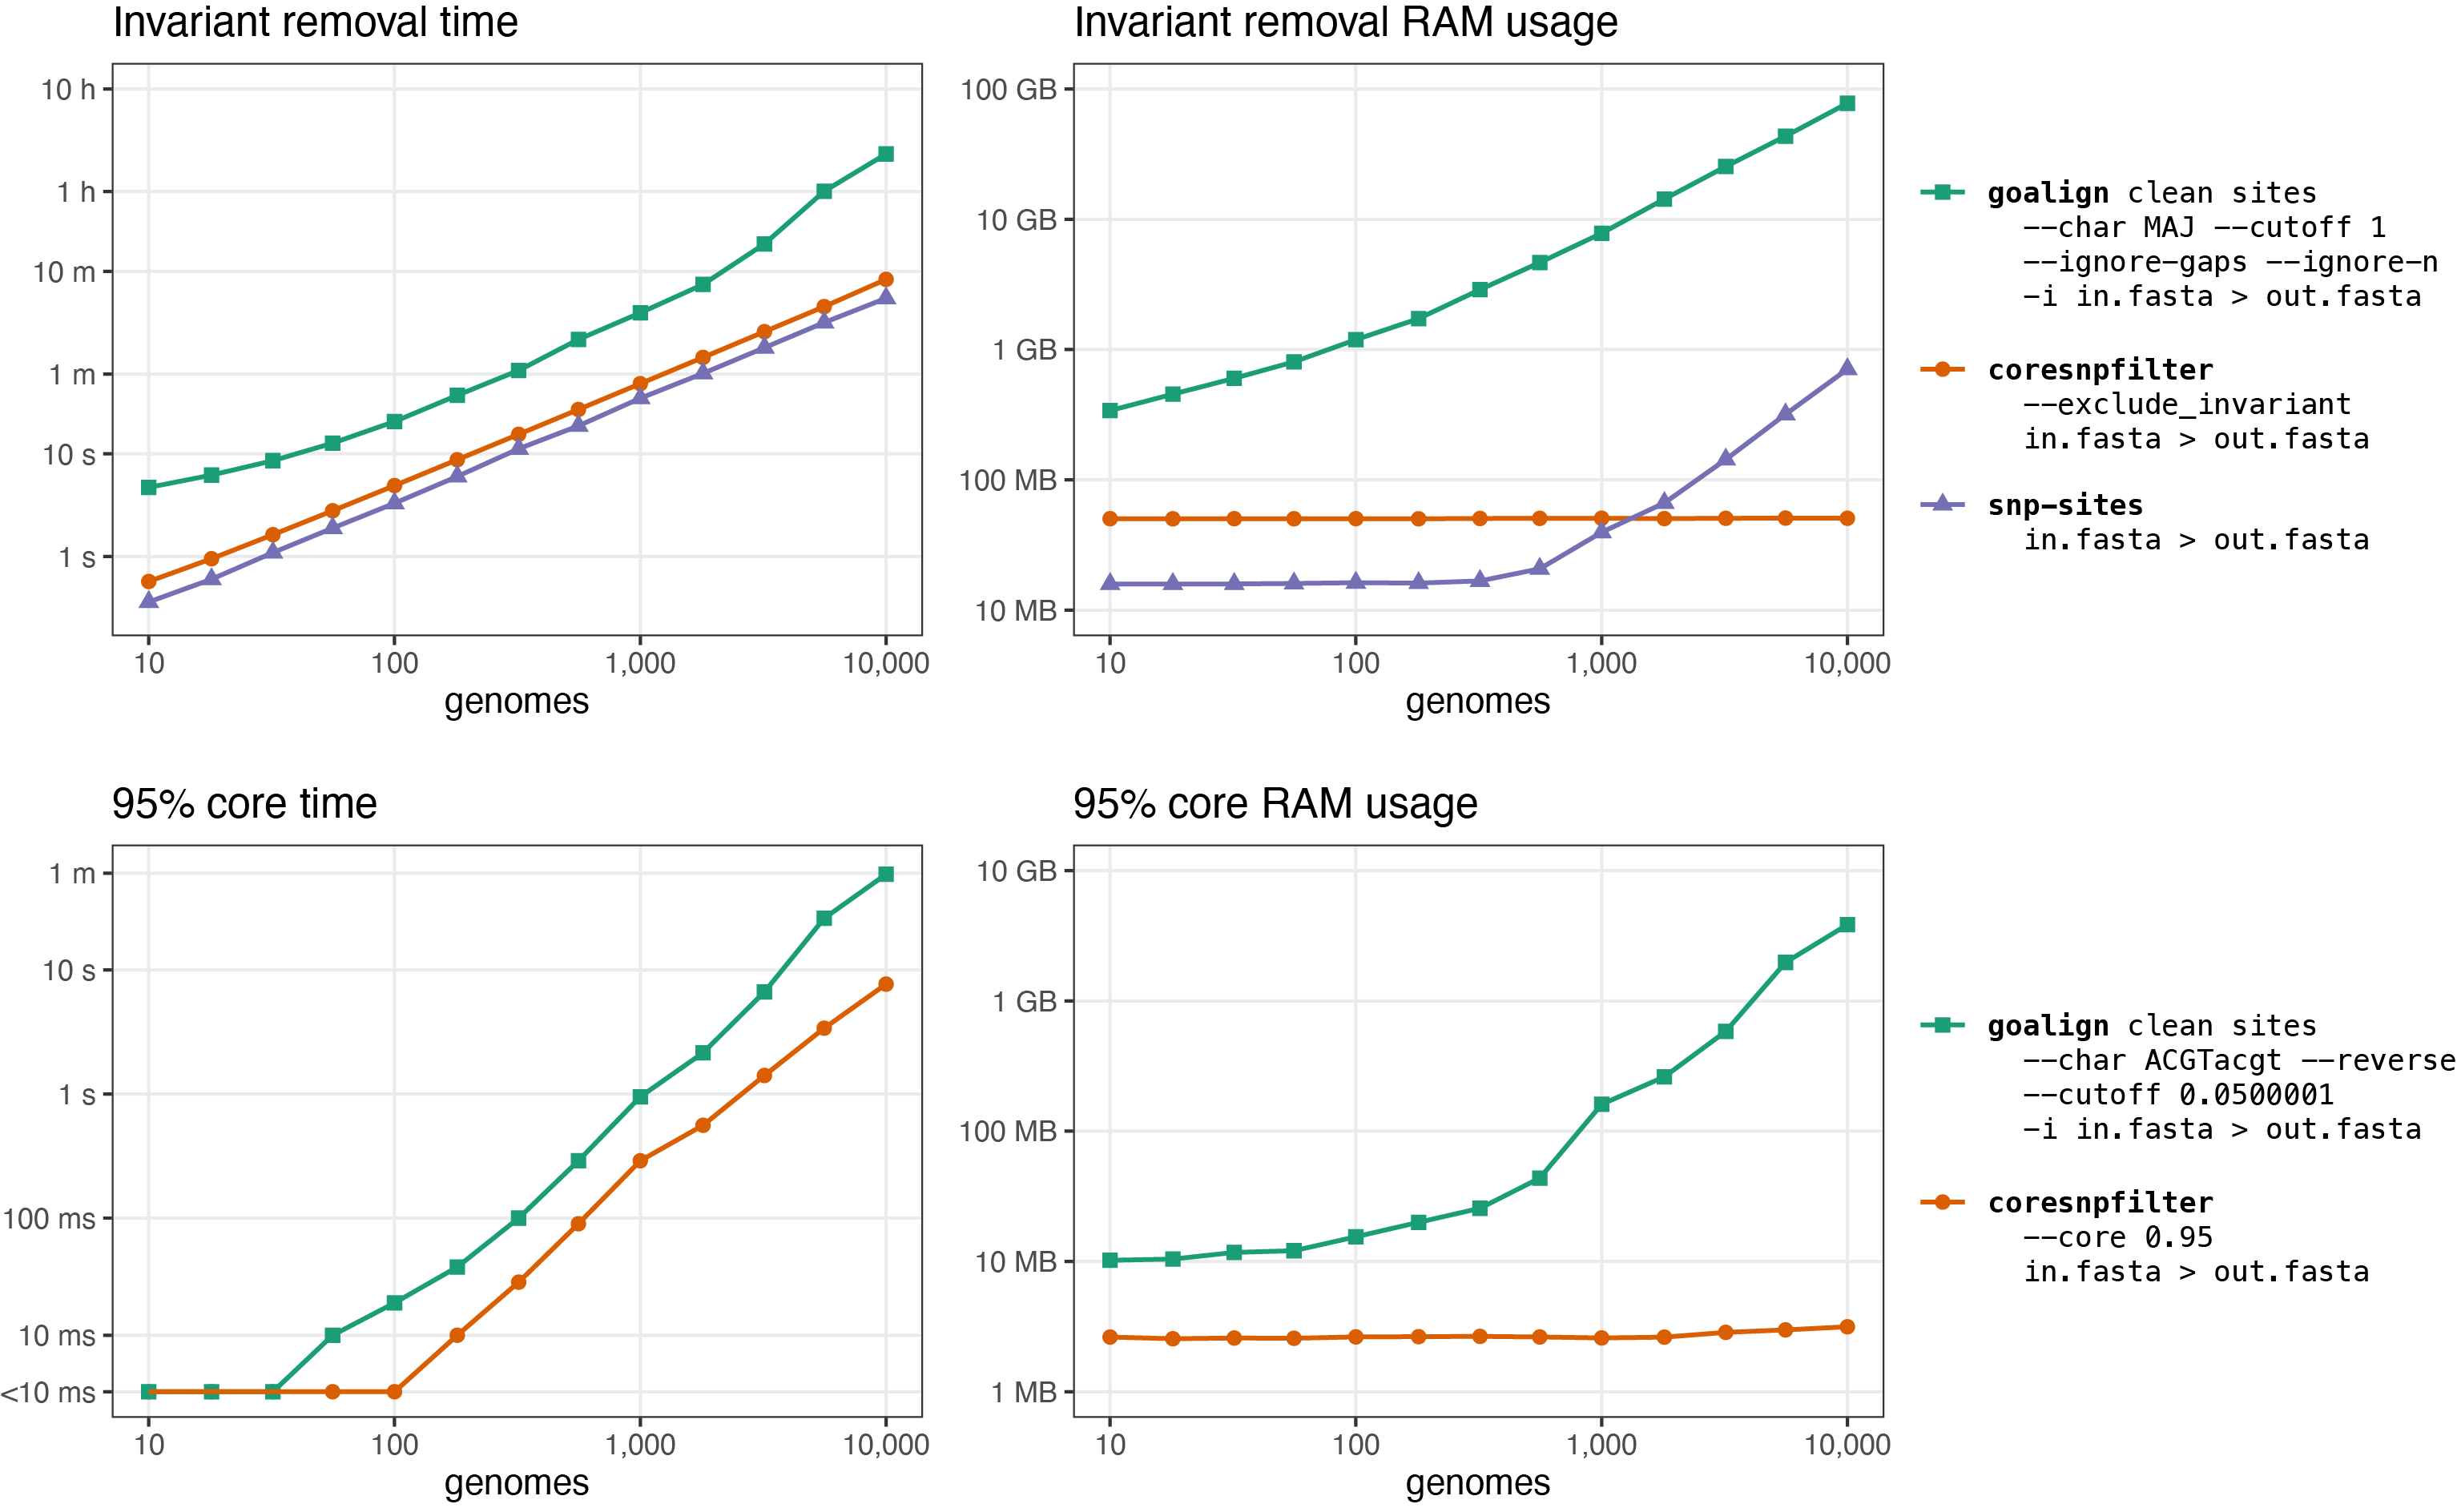 Invariant removal time
10 h
1 h
10 m
1 m
10 s
1 s
10
100
1,000
10,000
genomes
Invariant removal RAM usage
100 GB
10 GB
1 GB
100 MB
10 MB
10
100
1,000
10,000
genomes
goalign clean sites
--char MAJ --cutoff 1
--ignore-gaps --ignore-n
-i in.fasta > out.fasta
coresnpfilter
--exclude_invariant
in.fasta > out.fasta
snp-sites
in.fasta > out.fasta
95% core time
1 m
10 s
1 s
100 ms
10 ms
<10 ms
10
100
1,000
10,000
genomes
95% core RAM usage
10 GB
1 GB
100 MB
10 MB
1 MB
10
100
1,000
10,000
genomes
goalign clean sites
--char ACGTacgt --reverse
--cutoff 0.0500001
-i in.fasta > out.fasta
coresnpfilter
--core 0.95
in.fasta > out.fasta